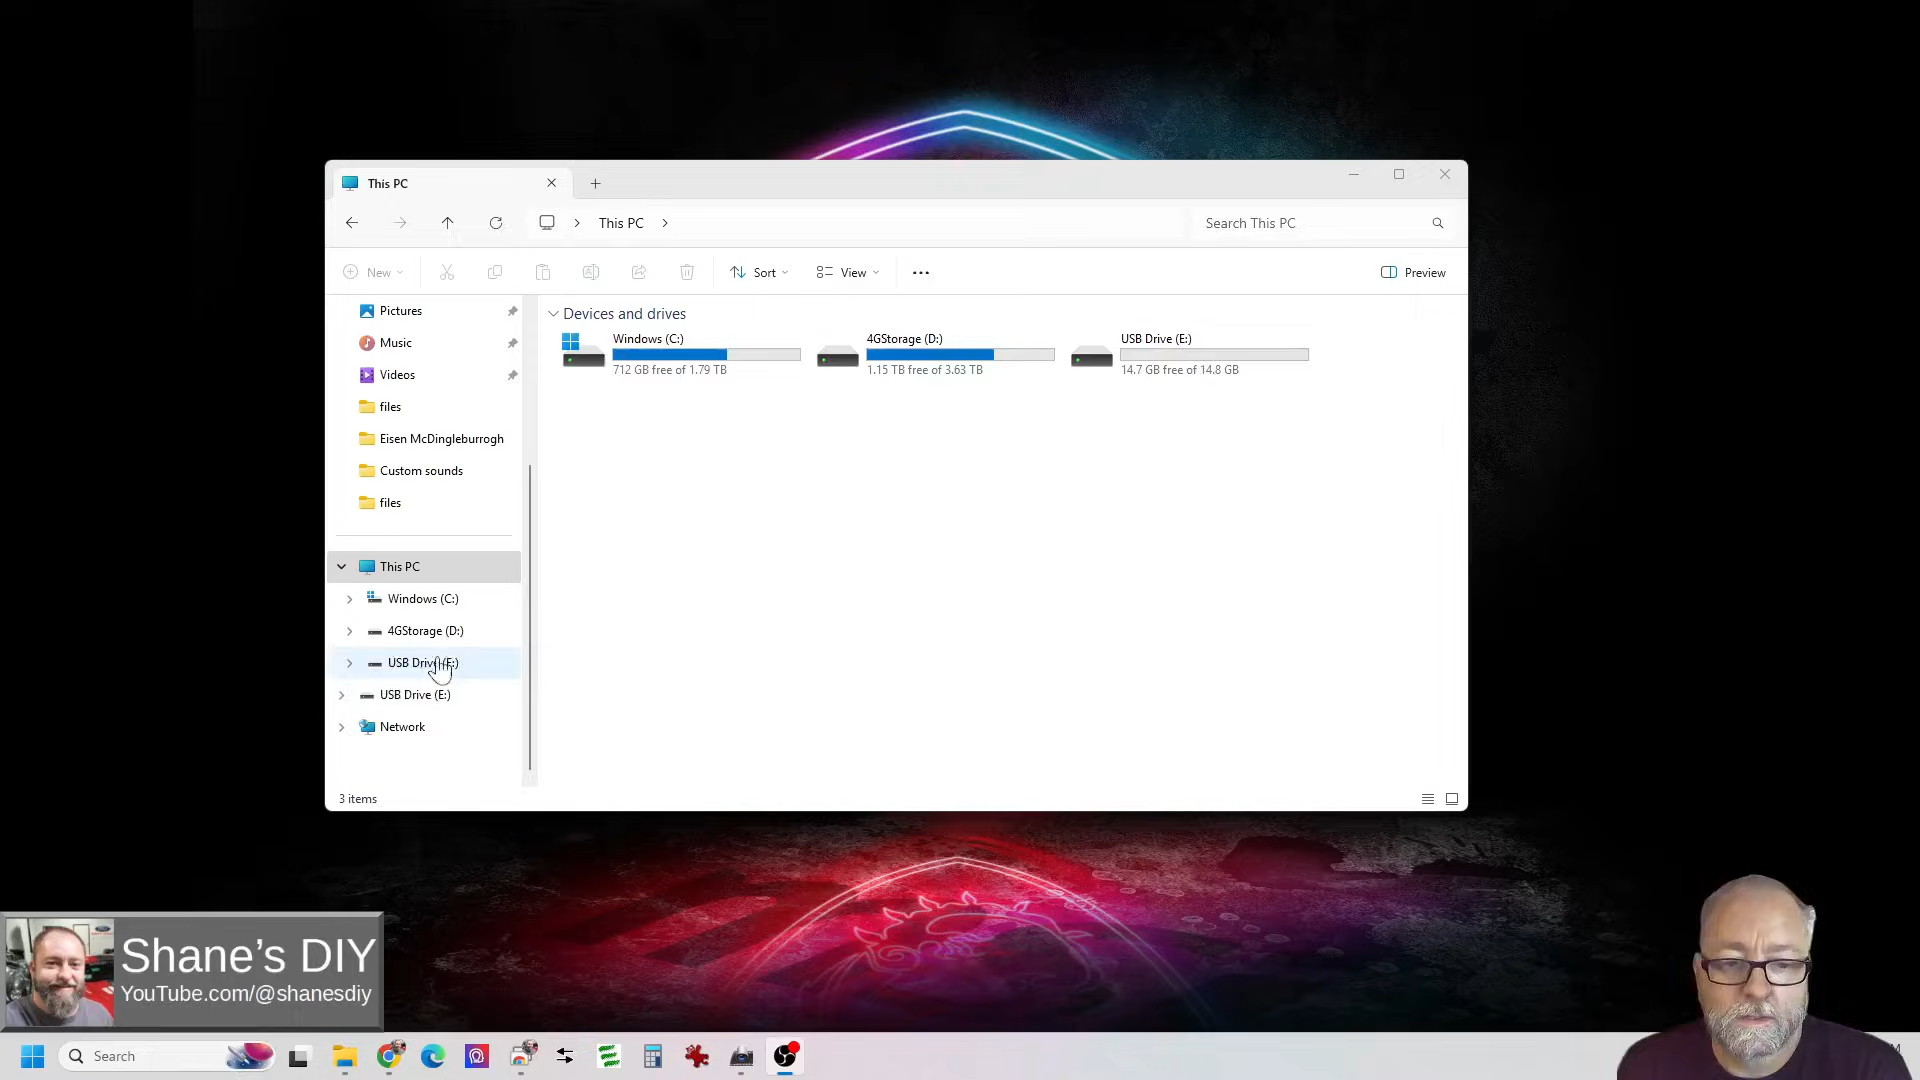 This PC
This PC
Search This PC
New
Sort
View
Preview
Pictures
Music
Videos
files
Eisen McDingleburrogh
Custom sounds
files
This PC
Windows (C:)
4GStorage (D:)
USB Drive (E:)
USB Drive (E:)
Network
Devices and drives
Windows (C:)
712 GB free of 1.79 TB
4GStorage (D:)
1.15 TB free of 3.63 TB
USB Drive (E:)
14.7 GB free of 14.8 GB
3 items
Shane's DIY
YouTube.com/@shanesdiy
Search